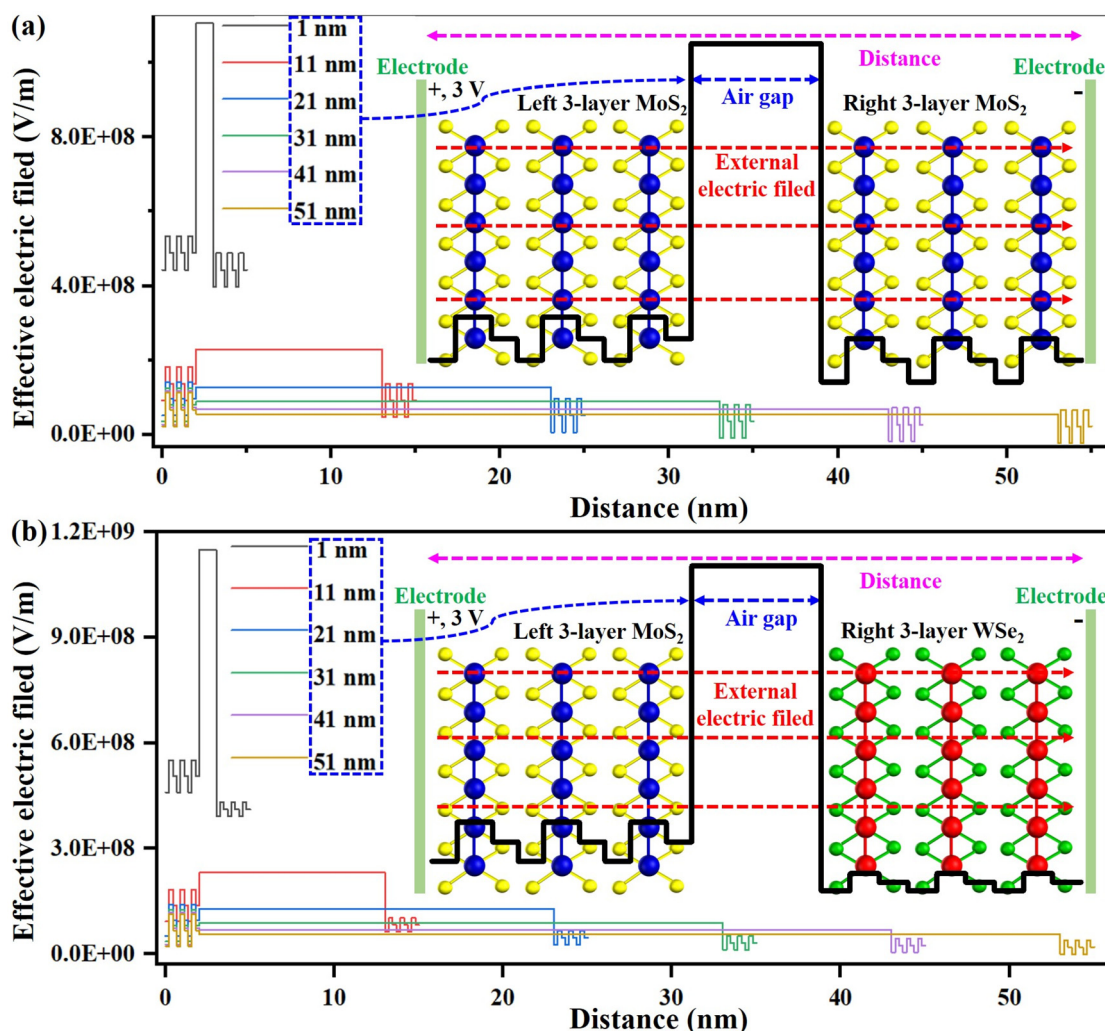 (a)
Effective electric filed (V/m)
8.0E+08
4.0E+08
0.0E+00
1 nm
11 nm
21 nm
31 nm
41 nm
51 nm
Distance
Electrode
Electrode
+, 3 V
-
Left 3-layer MoS₂
Air gap
Right 3-layer MoS₂
External
electric filed
0 10 20 30 40 50
Distance (nm)
(b)
Effective electric filed (V/m)
1.2E+09
9.0E+08
6.0E+08
3.0E+08
0.0E+00
1 nm
11 nm
21 nm
31 nm
41 nm
51 nm
Distance
Electrode
Electrode
+, 3 V
-
Left 3-layer MoS₂
Air gap
Right 3-layer WSe₂
External
electric filed
0 10 20 30 40 50
Distance (nm)